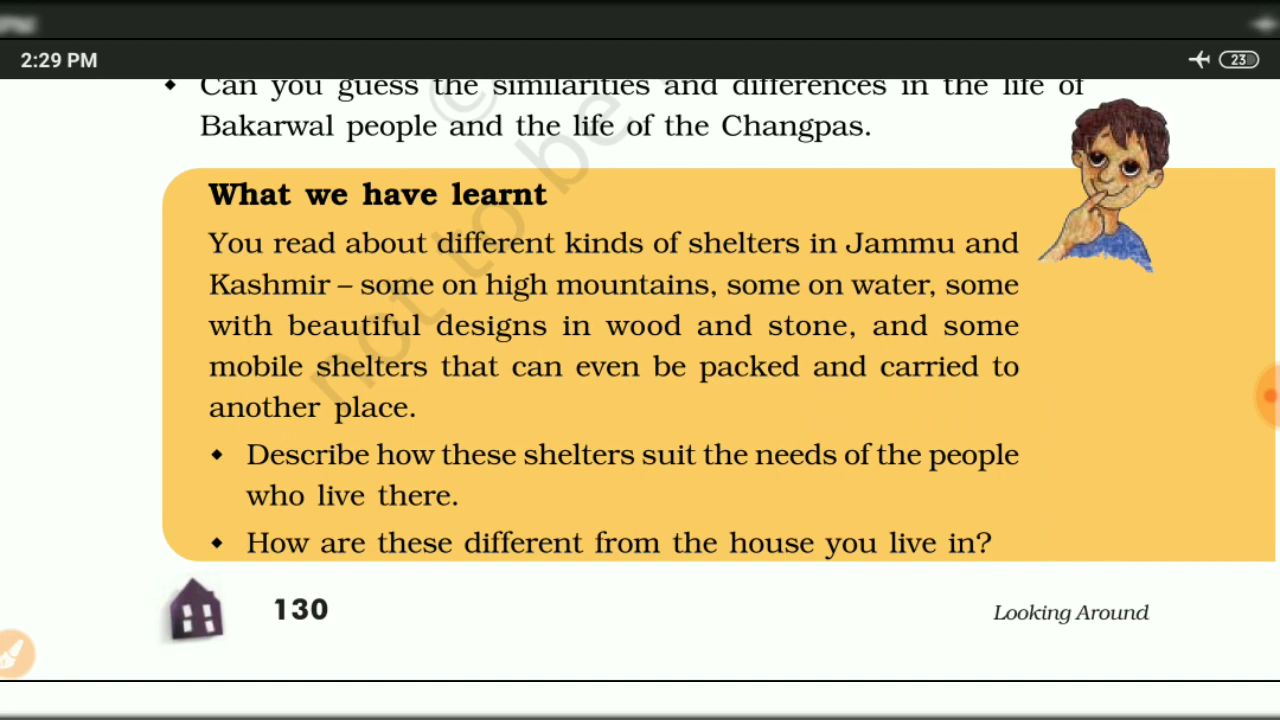 2:29 PM
23
• Can you guess the similarities and differences in the life of
Bakarwal people and the life of the Changpas.
What we have learnt
You read about different kinds of shelters in Jammu and
Kashmir – some on high mountains, some on water, some
with beautiful designs in wood and stone, and some
mobile shelters that can even be packed and carried to
another place.
• Describe how these shelters suit the needs of the people
who live there.
• How are these different from the house you live in?
130
Looking Around
© not to be